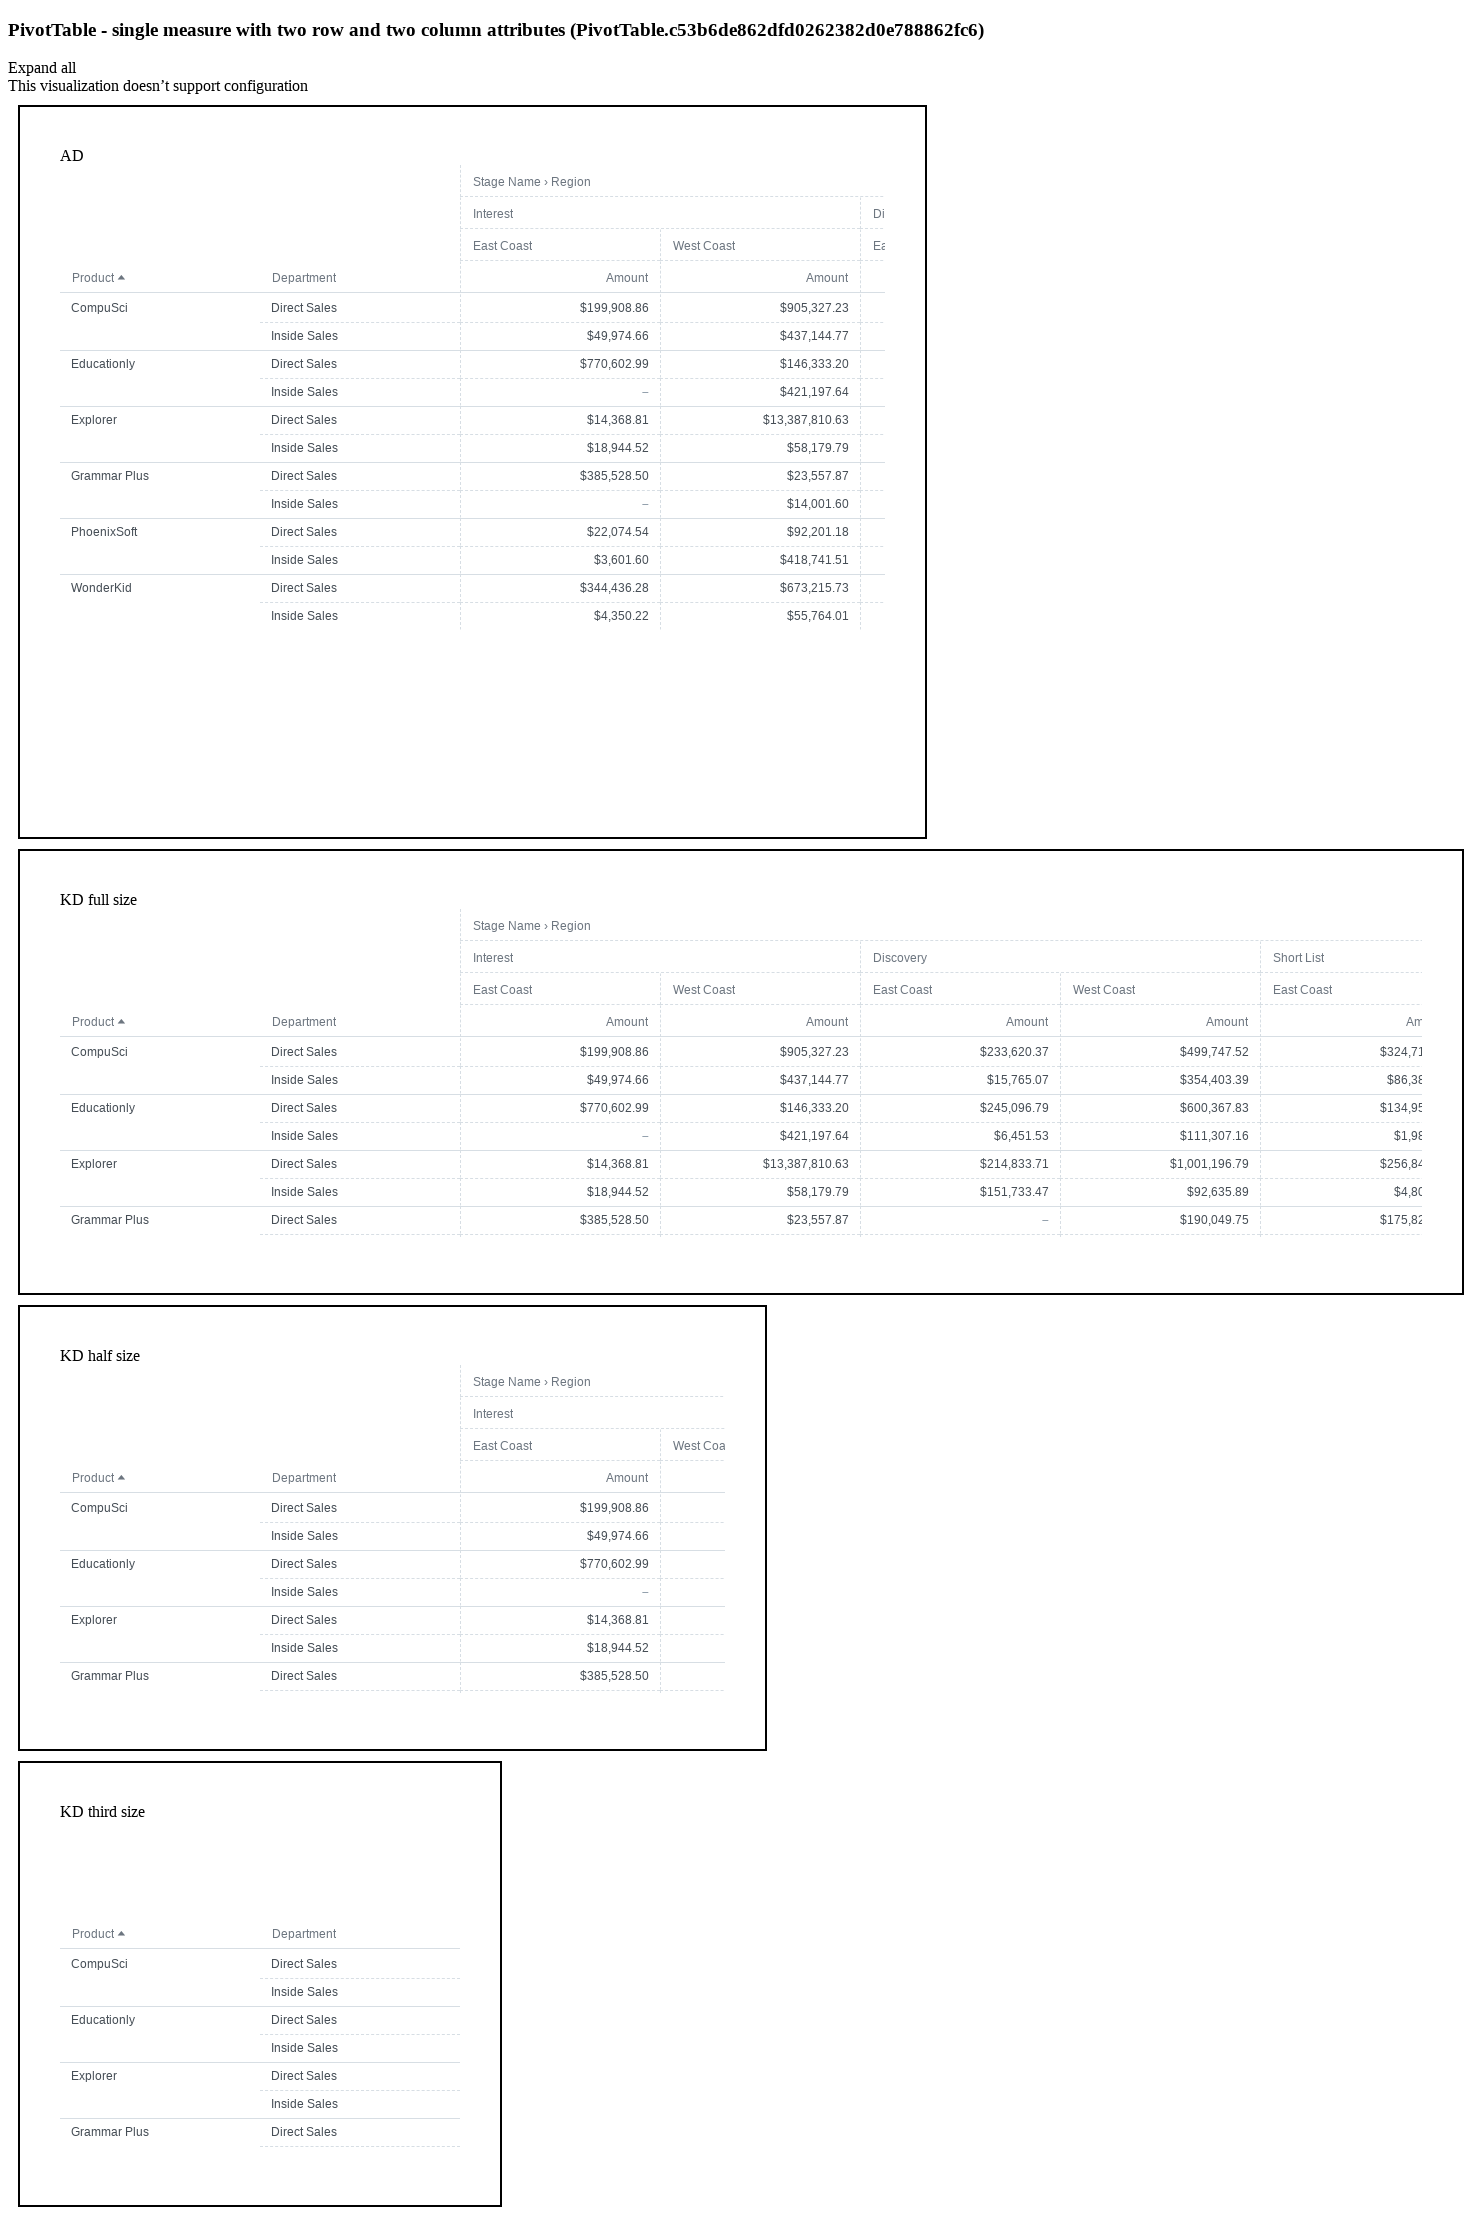 PivotTable - single measure with two row and two column attributes (PivotTable.c53b6de862dfd0262382d0e788862fc6)
Expand all
This visualization doesn’t support configuration
AD
Stage Name › Region
Interest Di
East Coast West Coast Ea
Product Department Amount Amount
CompuSci Direct Sales $199,908.86 $905,327.23
Inside Sales $49,974.66 $437,144.77
Educationly Direct Sales $770,602.99 $146,333.20
Inside Sales – $421,197.64
Explorer Direct Sales $14,368.81 $13,387,810.63
Inside Sales $18,944.52 $58,179.79
Grammar Plus Direct Sales $385,528.50 $23,557.87
Inside Sales – $14,001.60
PhoenixSoft Direct Sales $22,074.54 $92,201.18
Inside Sales $3,601.60 $418,741.51
WonderKid Direct Sales $344,436.28 $673,215.73
Inside Sales $4,350.22 $55,764.01
KD full size
Stage Name › Region
Interest Discovery Short List
East Coast West Coast East Coast West Coast East Coast
Product Department Amount Amount Amount Amount Am
CompuSci Direct Sales $199,908.86 $905,327.23 $233,620.37 $499,747.52 $324,71
Inside Sales $49,974.66 $437,144.77 $15,765.07 $354,403.39 $86,38
Educationly Direct Sales $770,602.99 $146,333.20 $245,096.79 $600,367.83 $134,95
Inside Sales – $421,197.64 $6,451.53 $111,307.16 $1,98
Explorer Direct Sales $14,368.81 $13,387,810.63 $214,833.71 $1,001,196.79 $256,84
Inside Sales $18,944.52 $58,179.79 $151,733.47 $92,635.89 $4,80
Grammar Plus Direct Sales $385,528.50 $23,557.87 – $190,049.75 $175,82
KD half size
Stage Name › Region
Interest
East Coast West Coa
Product Department Amount
CompuSci Direct Sales $199,908.86
Inside Sales $49,974.66
Educationly Direct Sales $770,602.99
Inside Sales –
Explorer Direct Sales $14,368.81
Inside Sales $18,944.52
Grammar Plus Direct Sales $385,528.50
KD third size
Product Department
CompuSci Direct Sales
Inside Sales
Educationly Direct Sales
Inside Sales
Explorer Direct Sales
Inside Sales
Grammar Plus Direct Sales